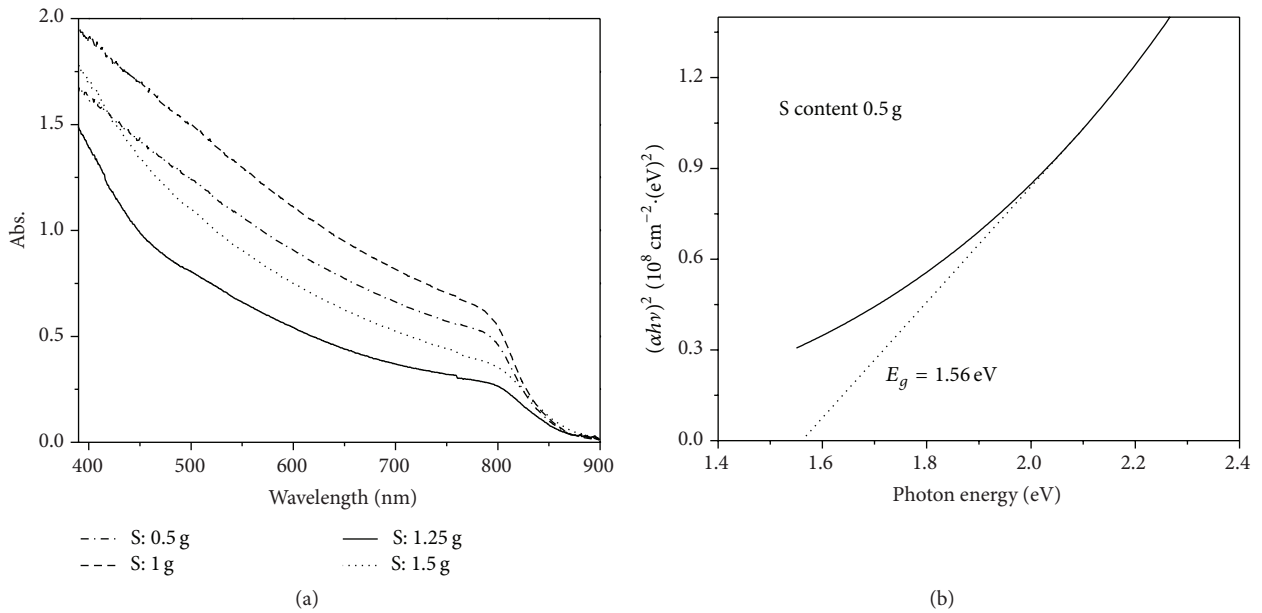 2.0
1.5
1.0
0.5
0.0
Abs.
400 500 600 700 800 900
Wavelength (nm)
S: 0.5 g
S: 1 g
S: 1.25 g
S: 1.5 g
(a)
1.2
0.9
0.6
0.3
0.0
(αhν)² (10⁸ cm⁻²·(eV)²)
S content 0.5 g
E_g = 1.56 eV
1.4 1.6 1.8 2.0 2.2 2.4
Photon energy (eV)
(b)